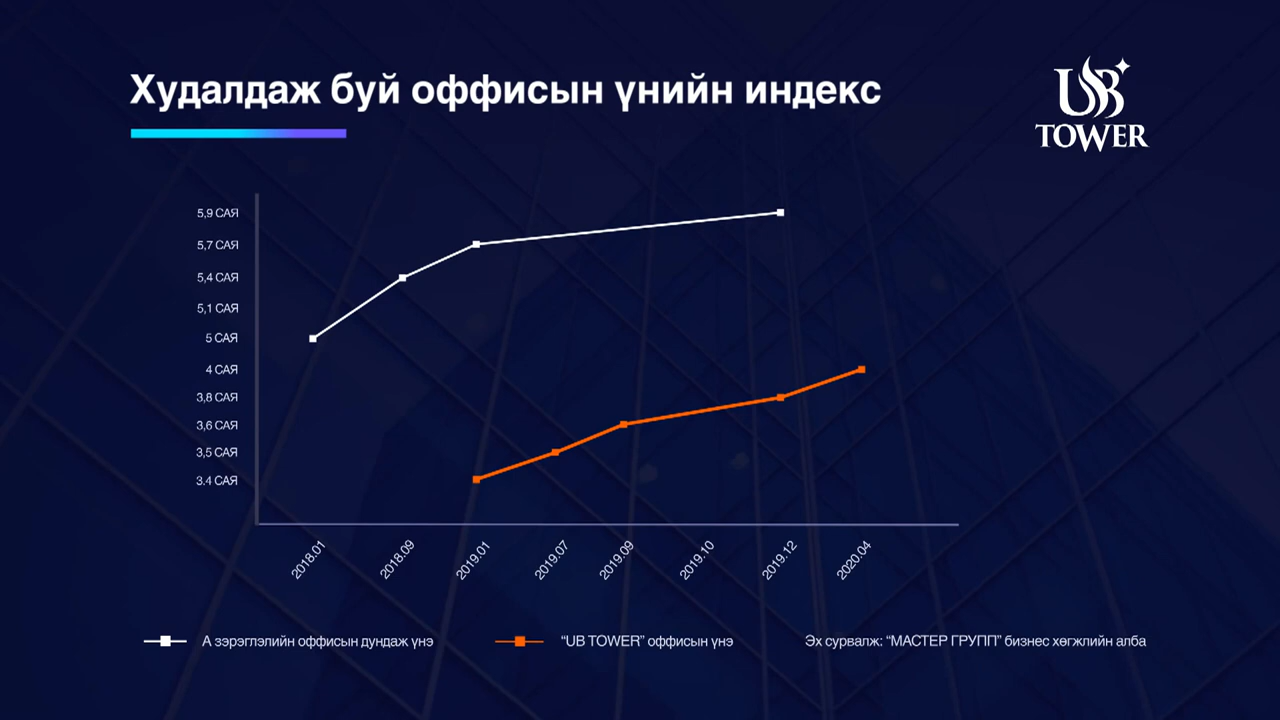 Худалдаж буй оффисын үнийн индекс
UB
TOWER
5,9 САЯ
5,7 САЯ
5,4 САЯ
5,1 САЯ
5 САЯ
4 САЯ
3,8 САЯ
3,6 САЯ
3,5 САЯ
3.4 САЯ
2018.01
2018.09
2019.01
2019.07
2019.09
2019.10
2019.12
2020.04
А зэрэглэлийн оффисын дундаж үнэ
“UB TOWER” оффисын үнэ
Эх сурвалж: “МАСТЕР ГРУПП” бизнес хөгжлийн алба